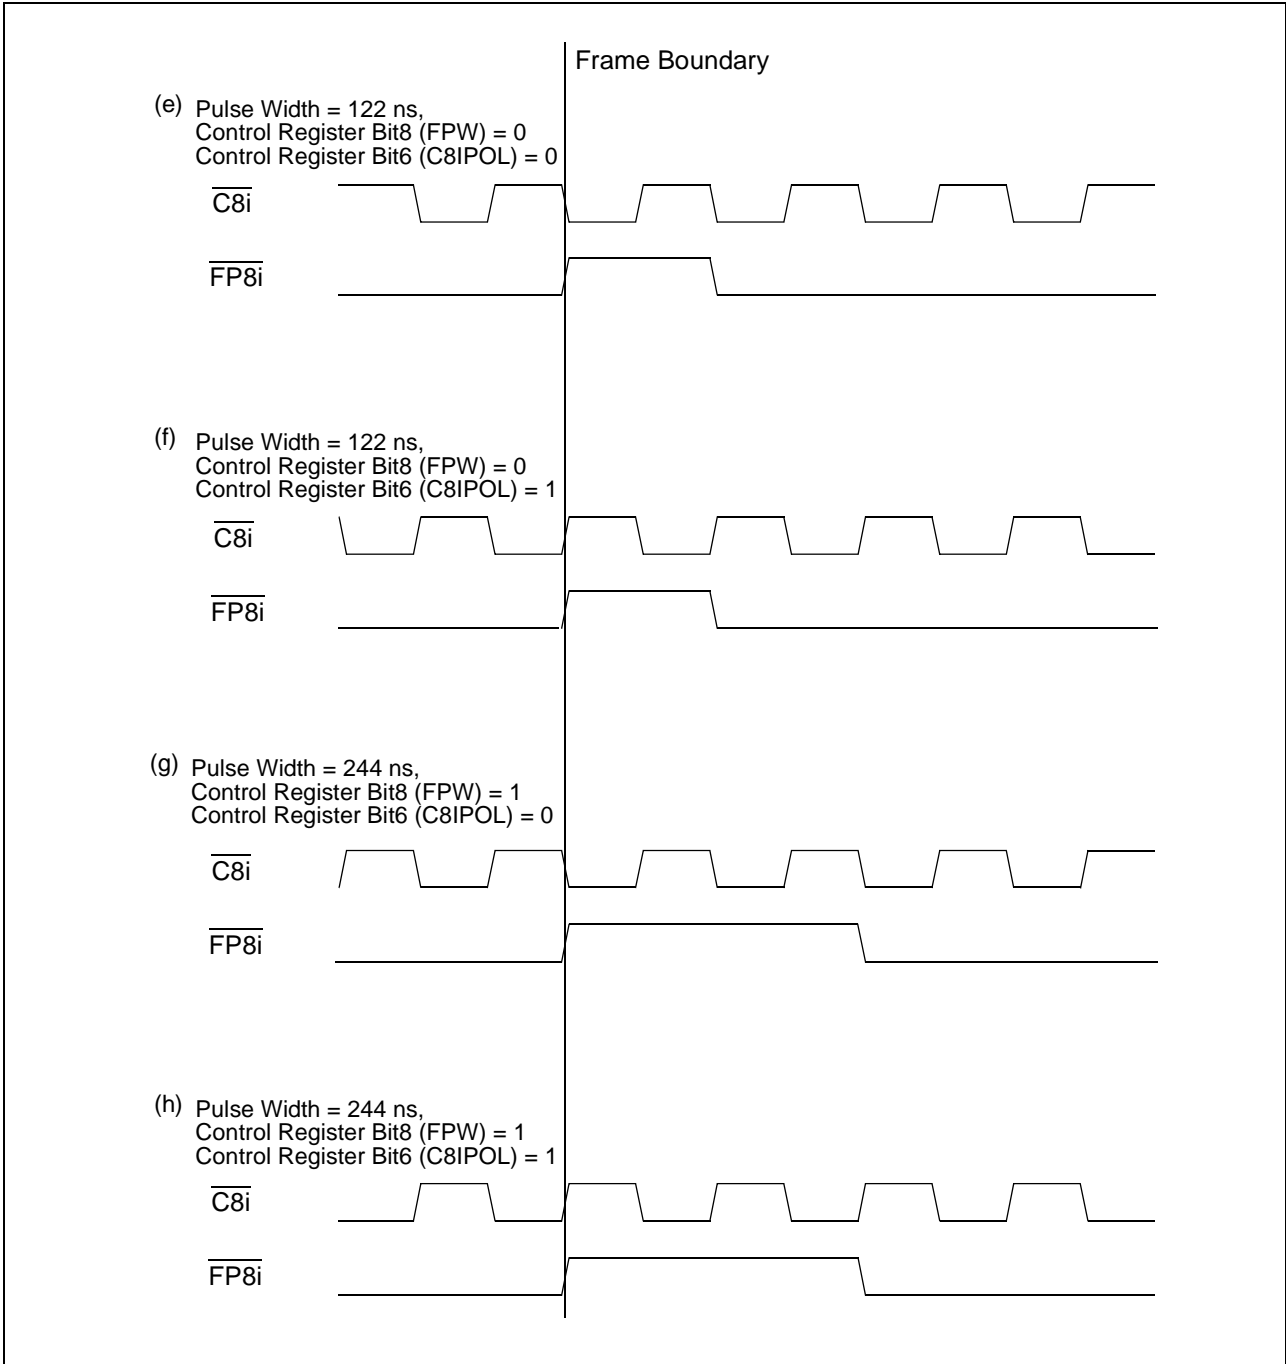 Frame Boundary
(e) Pulse Width = 122 ns,
Control Register Bit8 (FPW) = 0
Control Register Bit6 (C8IPOL) = 0
C8i
FP8i
(f) Pulse Width = 122 ns,
Control Register Bit8 (FPW) = 0
Control Register Bit6 (C8IPOL) = 1
C8i
FP8i
(g) Pulse Width = 244 ns,
Control Register Bit8 (FPW) = 1
Control Register Bit6 (C8IPOL) = 0
C8i
FP8i
(h) Pulse Width = 244 ns,
Control Register Bit8 (FPW) = 1
Control Register Bit6 (C8IPOL) = 1
C8i
FP8i